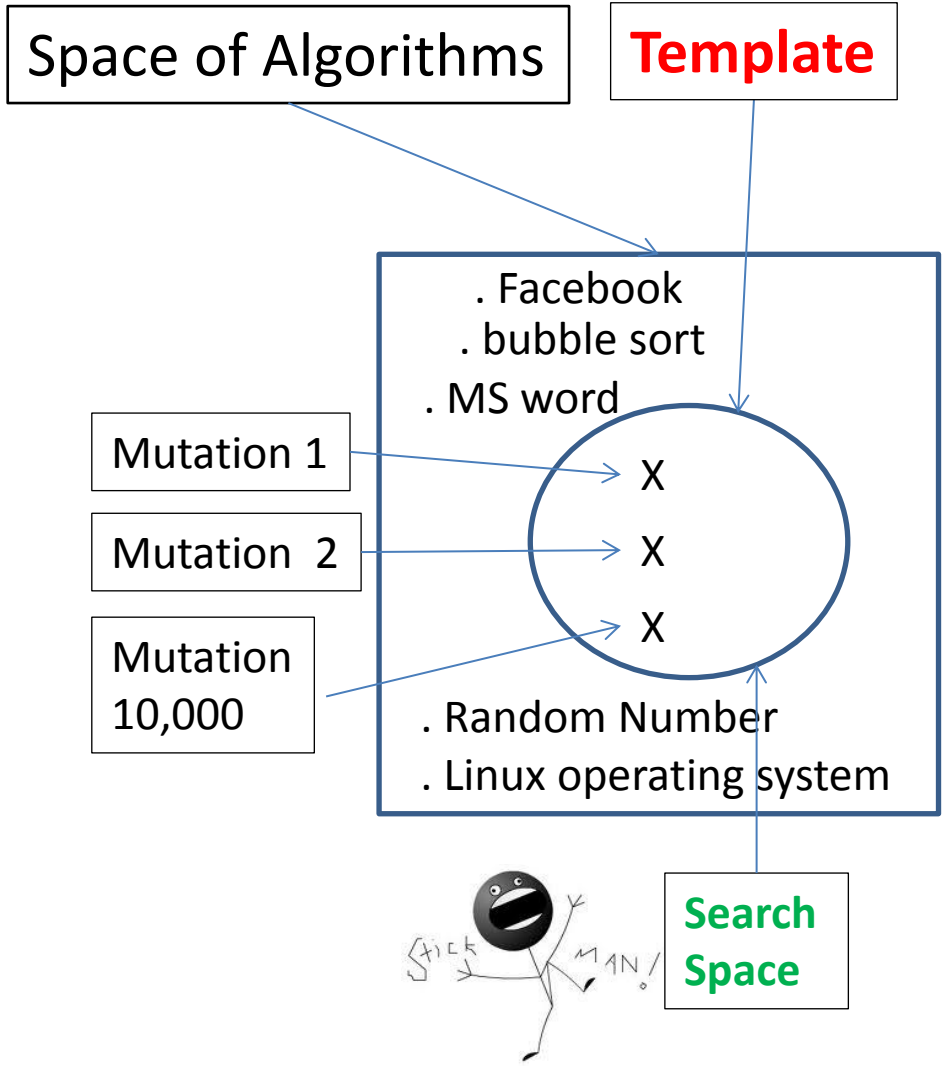 Space of Algorithms
Template
. Facebook
. bubble sort
. MS word
Mutation 1
X
Mutation  2
X
Mutation
10,000
X
. Random Number
. Linux operating system
Stick MAN!
Search
Space